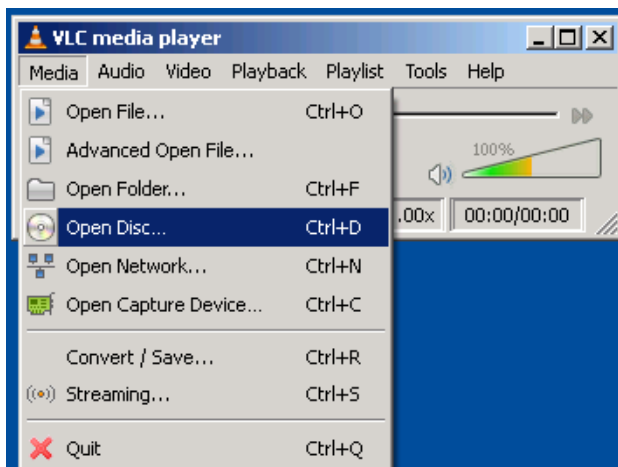 VLC media player
Media Audio Video Playback Playlist Tools Help
Open File... Ctrl+O
Advanced Open File...
100%
Open Folder... Ctrl+F
Open Disc... Ctrl+D
.00x 00:00/00:00
Open Network... Ctrl+N
Open Capture Device... Ctrl+C
Convert / Save... Ctrl+R
Streaming... Ctrl+S
Quit Ctrl+Q